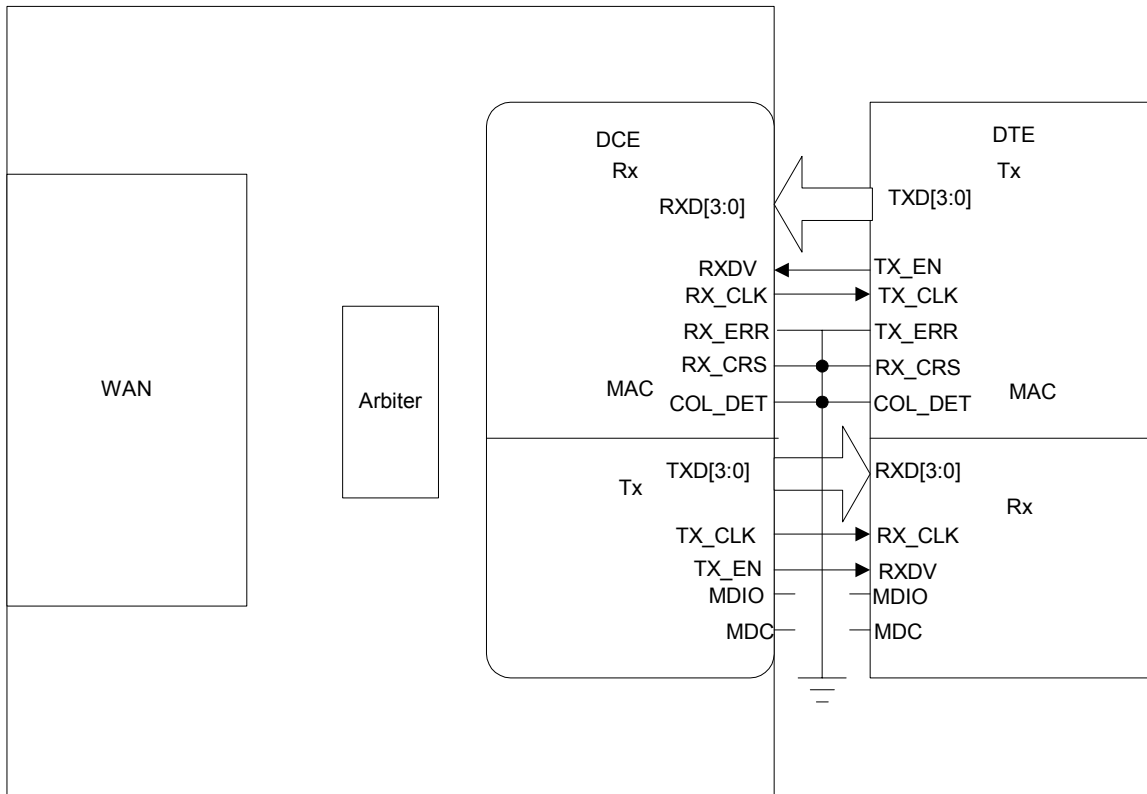 DCE
DTE
Rx
Tx
RXD[3:0]
TXD[3:0]
RXDV
TX_EN
RX_CLK
TX_CLK
RX_ERR
TX_ERR
RX_CRS
RX_CRS
WAN
Arbiter
MAC
COL_DET
COL_DET
MAC
TXD[3:0]
RXD[3:0]
Tx
Rx
TX_CLK
RX_CLK
TX_EN
RXDV
MDIO
MDIO
MDC
MDC